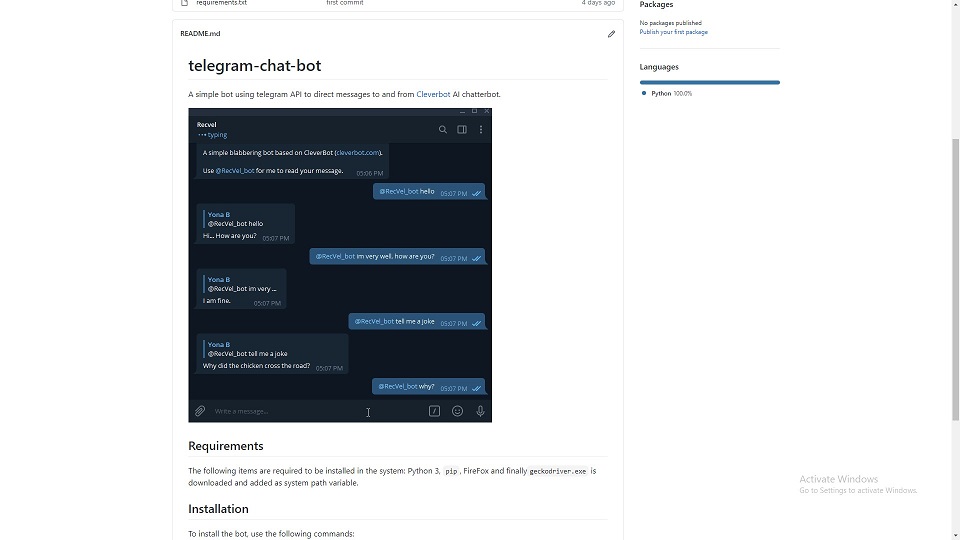 requirements.txt first commit 4 days ago
README.md
telegram-chat-bot
A simple bot using telegram API to direct messages to and from Cleverbot AI chatterbot.
Recvel
typing
A simple blabbering bot based on CleverBot (cleverbot.com).
Use @RecVel_bot for me to read your message. 05:06 PM
@RecVel_bot hello 05:07 PM
Yona B
@RecVel_bot hello
Hi... How are you? 05:07 PM
@RecVel_bot im very well, how are you? 05:07 PM
Yona B
@RecVel_bot im very ...
I am fine. 05:07 PM
@RecVel_bot tell me a joke 05:07 PM
Yona B
@RecVel_bot tell me a joke
Why did the chicken cross the road? 05:07 PM
@RecVel_bot why? 05:07 PM
Write a message...
Requirements
The following items are required to be installed in the system: Python 3, pip, FireFox and finally geckodriver.exe is
downloaded and added as system path variable.
Installation
To install the bot, use the following commands:
Packages
No packages published
Publish your first package
Languages
Python 100.0%
Activate Windows
Go to Settings to activate Windows.